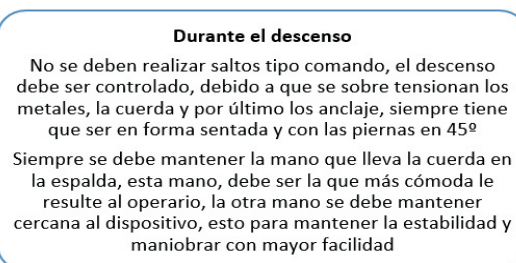 Durante el descenso
No se deben realizar saltos tipo comando, el descenso
debe ser controlado, debido a que se sobre tensionan los
metales, la cuerda y por último los anclaje, siempre tiene
que ser en forma sentada y con las piernas en 45º
Siempre se debe mantener la mano que lleva la cuerda en
la espalda, esta mano, debe ser la que más cómoda le
resulte al operario, la otra mano se debe mantener
cercana al dispositivo, esto para mantener la estabilidad y
maniobrar con mayor facilidad